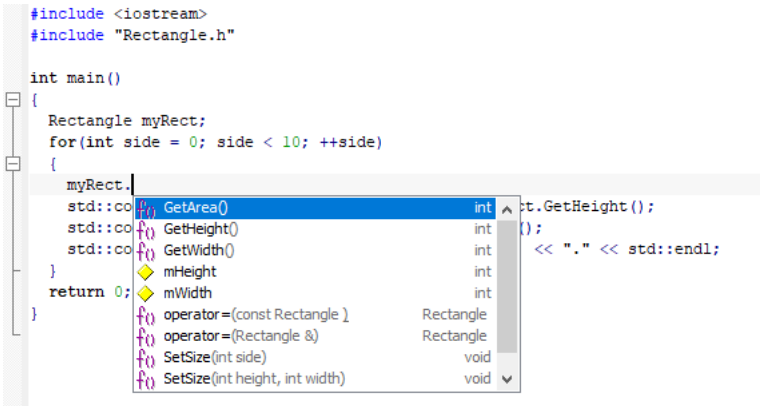 #include <iostream>
#include "Rectangle.h"
int main()
{
Rectangle myRect;
for(int side = 0; side < 10; ++side)
{
myRect.
std::co ct.GetHeight();
std::co ();
std::co << "." << std::endl;
}
return 0;
}
f() GetArea() int
f() GetHeight() int
f() GetWidth() int
mHeight int
mWidth int
f() operator=(const Rectangle ) Rectangle
f() operator=(Rectangle &) Rectangle
f() SetSize(int side) void
f() SetSize(int height, int width) void